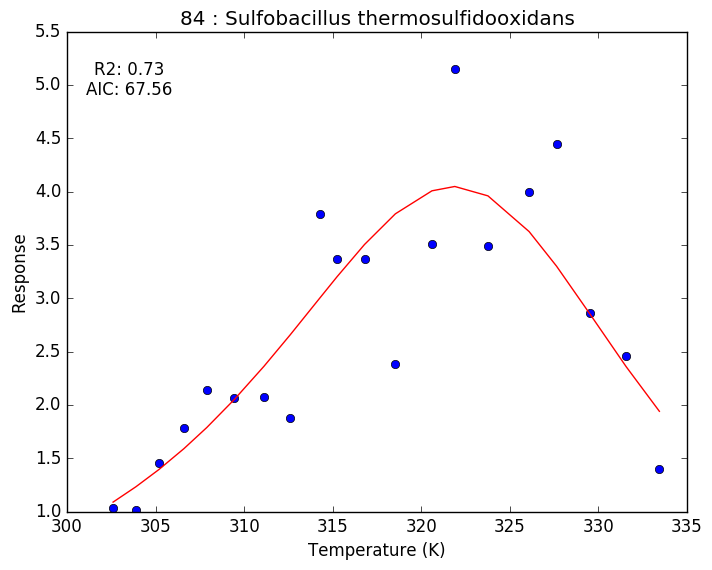 84 : Sulfobacillus thermosulfidooxidans
R2: 0.73
AIC: 67.56
5.5
5.0
4.5
4.0
3.5
3.0
2.5
2.0
1.5
1.0
Response
300 305 310 315 320 325 330 335
Temperature (K)